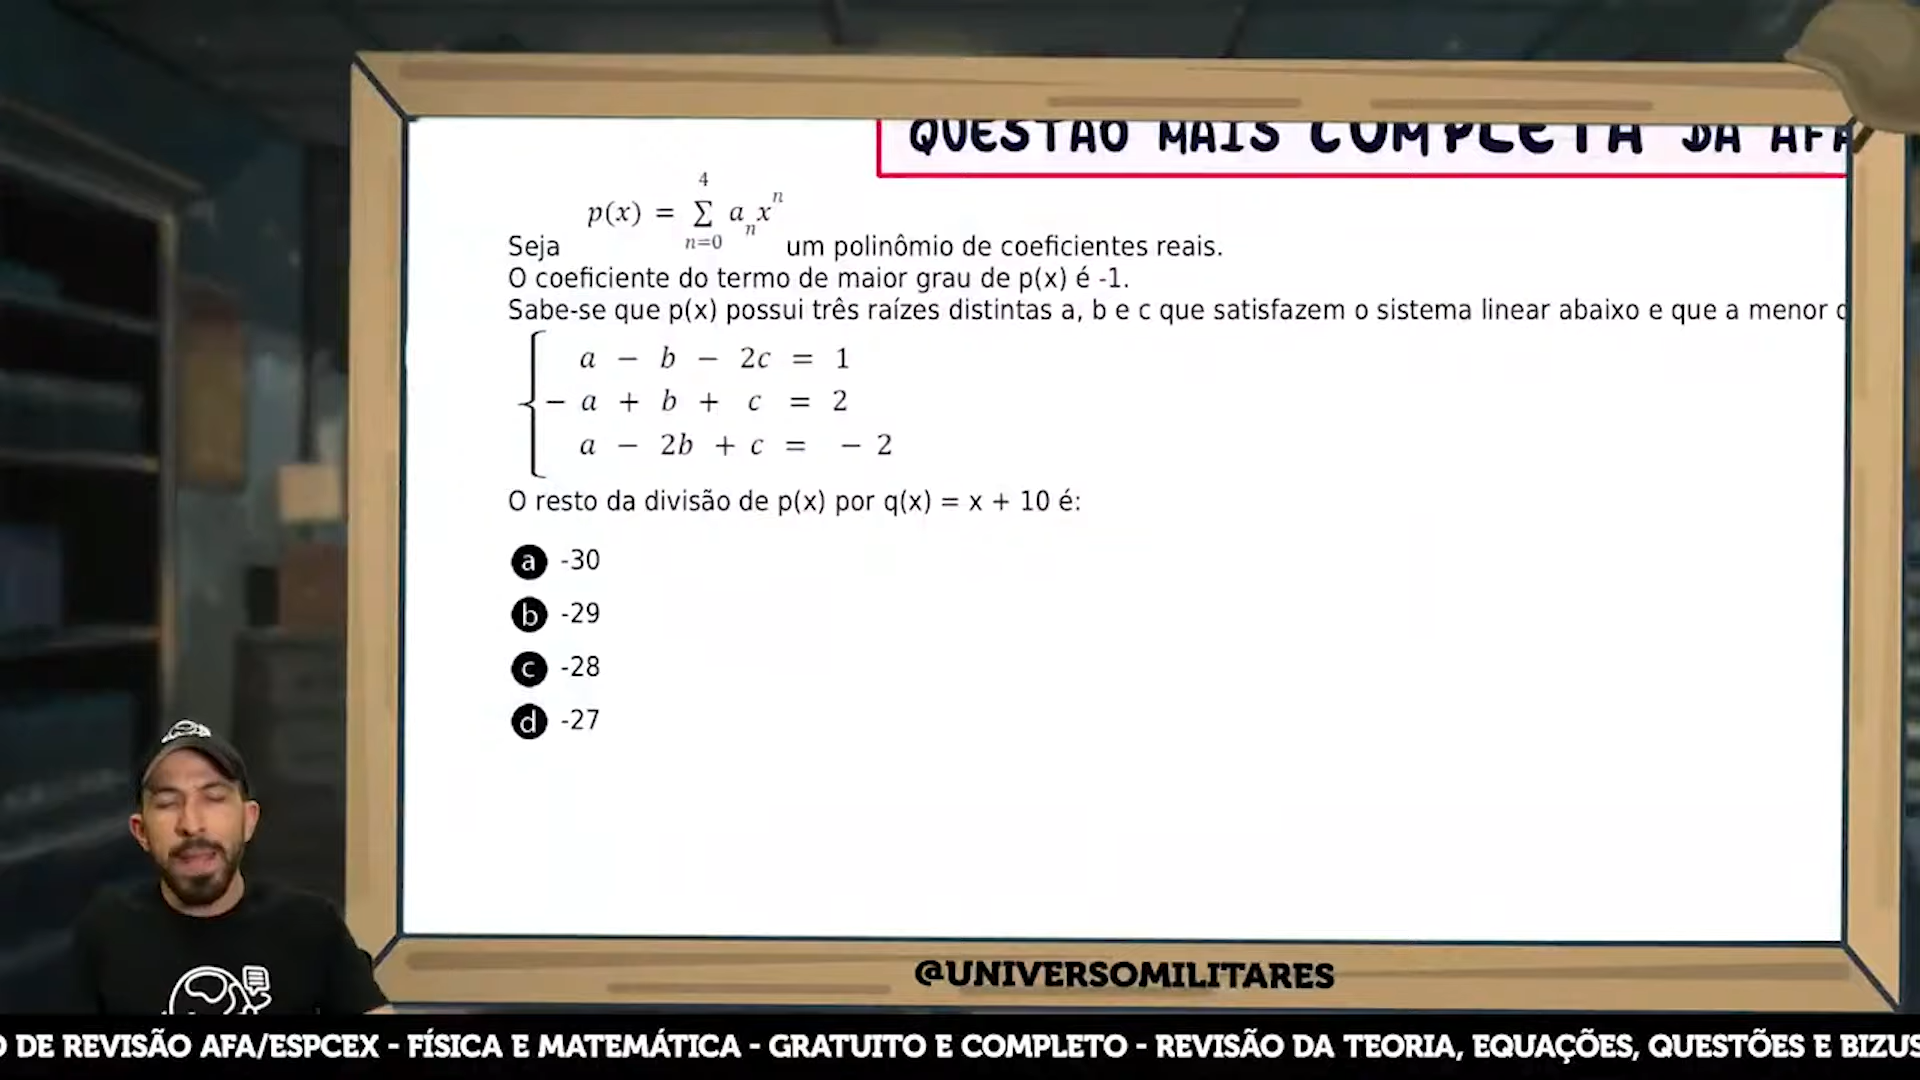 QUESTÃO MAIS COMPLETA DA AFA
Seja p(x) = \sum_{n=0}^{4} a_n x^n um polinômio de coeficientes reais.
O coeficiente do termo de maior grau de p(x) é -1.
Sabe-se que p(x) possui três raízes distintas a, b e c que satisfazem o sistema linear abaixo e que a menor
a − b − 2c = 1
− a + b + c = 2
a − 2b + c = − 2
O resto da divisão de p(x) por q(x) = x + 10 é:
a -30
b -29
c -28
d -27
@UNIVERSOMILITARES
O DE REVISÃO AFA/ESPCEX - FÍSICA E MATEMÁTICA - GRATUITO E COMPLETO - REVISÃO DA TEORIA, EQUAÇÕES, QUESTÕES E BIZUS